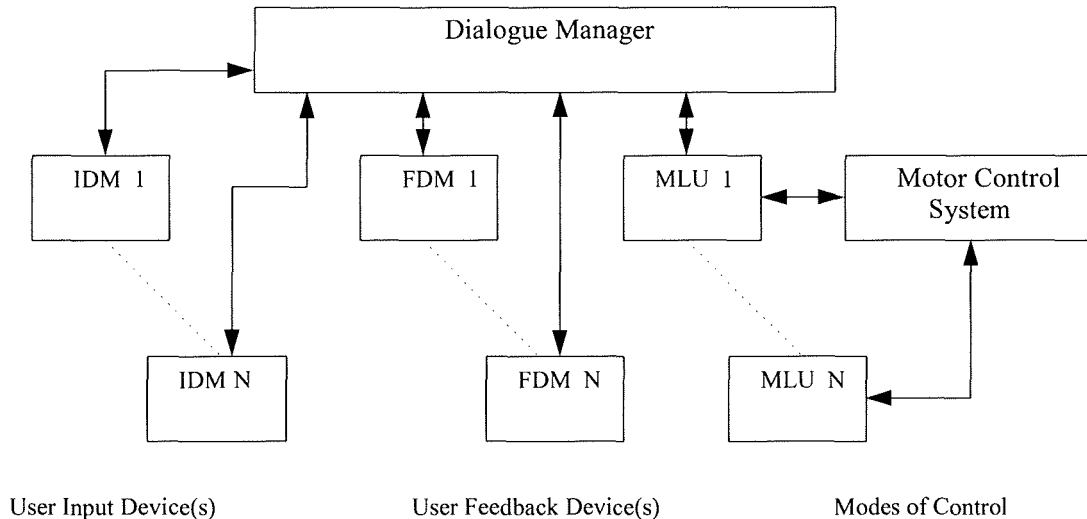 Dialogue Manager
IDM 1
FDM 1
MLU 1
Motor Control
System
IDM N
FDM N
MLU N
User Input Device(s)
User Feedback Device(s)
Modes of Control